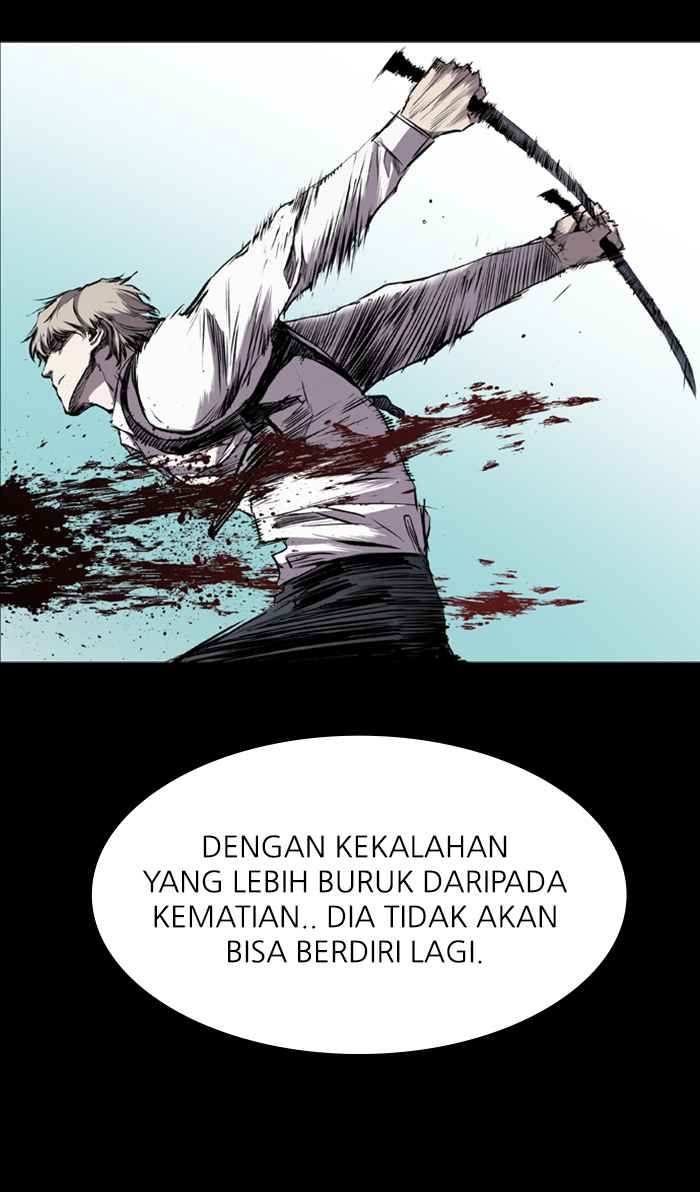 DENGAN KEKALAHAN
YANG LEBIH BURUK DARIPADA
KEMATIAN.. DIA TIDAK AKAN
BISA BERDIRI LAGI.